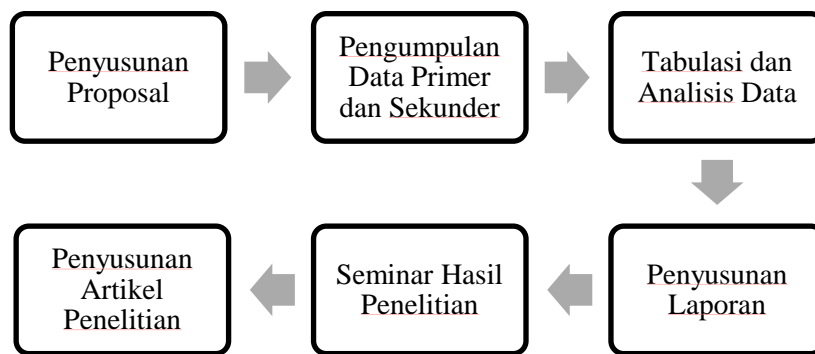 Penyusunan
Proposal
Pengumpulan
Data Primer
dan Sekunder
Tabulasi dan
Analisis Data
Penyusunan
Laporan
Seminar Hasil
Penelitian
Penyusunan
Artikel
Penelitian